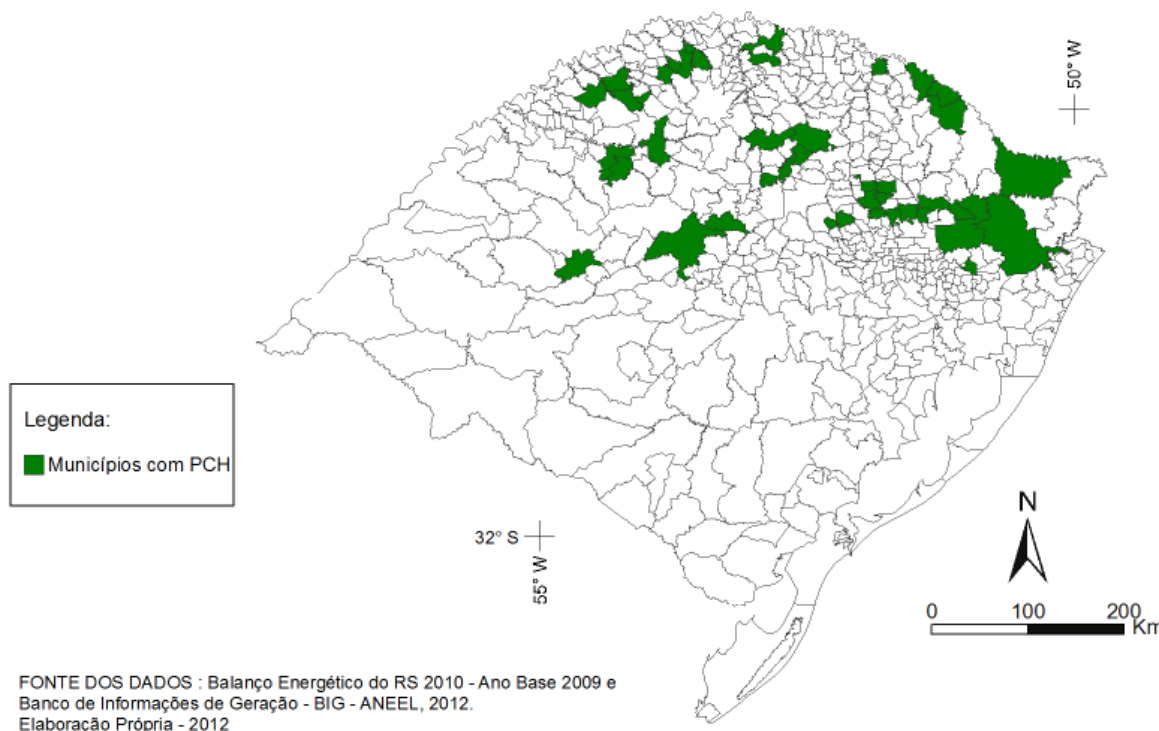 50° W
Legenda:
Municípios com PCH
N
32° S
55° W
0 100 200
Km
FONTE DOS DADOS : Balanço Energético do RS 2010 - Ano Base 2009 e
Banco de Informações de Geração - BIG - ANEEL, 2012.
Elaboração Própria - 2012